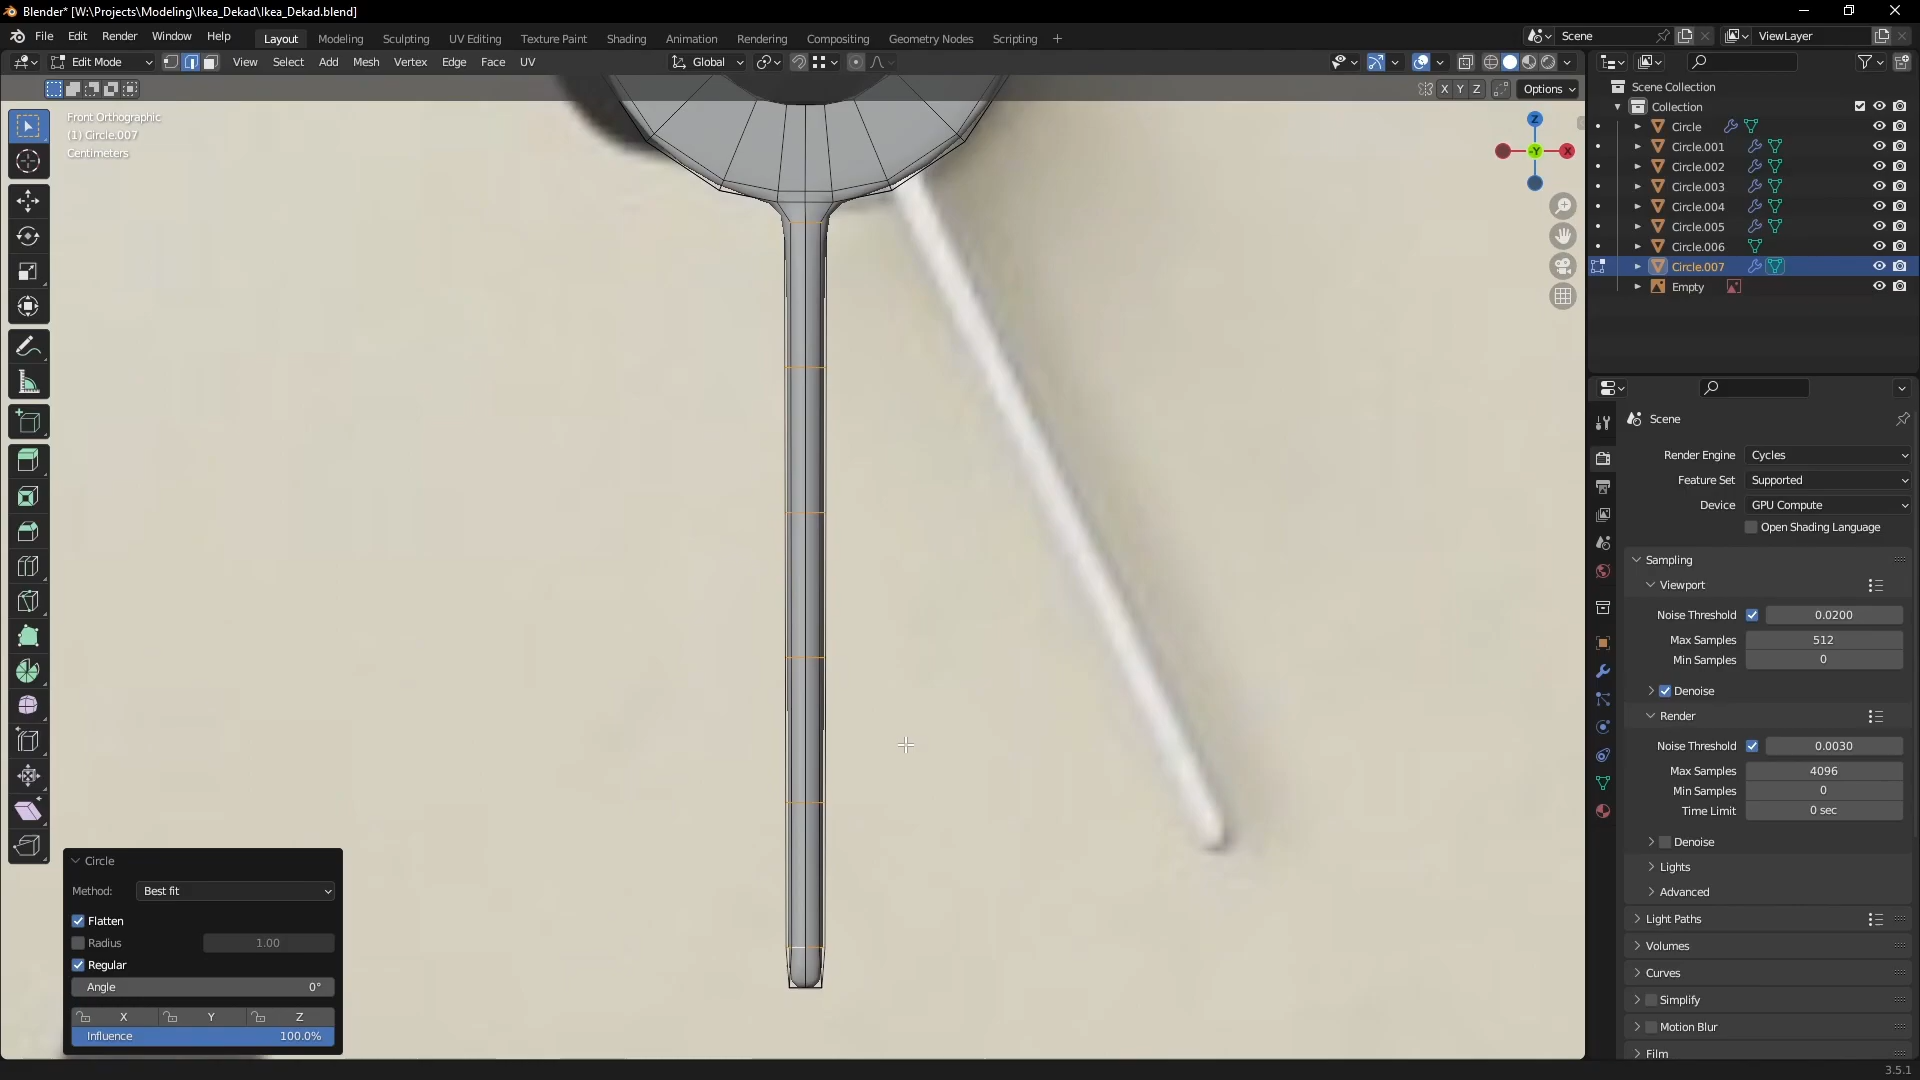 Blender* [W:\Projects\Modeling\Ikea_Dekad\Ikea_Dekad.blend]
File Edit Render Window Help
Layout Modeling Sculpting UV Editing Texture Paint Shading Animation Rendering Compositing Geometry Nodes Scripting +
Scene
ViewLayer
Edit Mode View Select Add Mesh Vertex Edge Face UV
Global
X Y Z Options
Front Orthographic
(1) Circle.007
Centimeters
Z
-Y
X
Scene Collection
Collection
Circle
Circle.001
Circle.002
Circle.003
Circle.004
Circle.005
Circle.006
Circle.007
Empty
Scene
Render Engine Cycles
Feature Set Supported
Device GPU Compute
Open Shading Language
Sampling
Viewport
Noise Threshold 0.0200
Max Samples 512
Min Samples 0
Denoise
Render
Noise Threshold 0.0030
Max Samples 4096
Min Samples 0
Time Limit 0 sec
Denoise
Lights
Advanced
Light Paths
Volumes
Curves
Simplify
Motion Blur
Film
Circle
Method: Best fit
Flatten
Radius 1.00
Regular
Angle 0°
X Y Z
Influence 100.0%
3.5.1